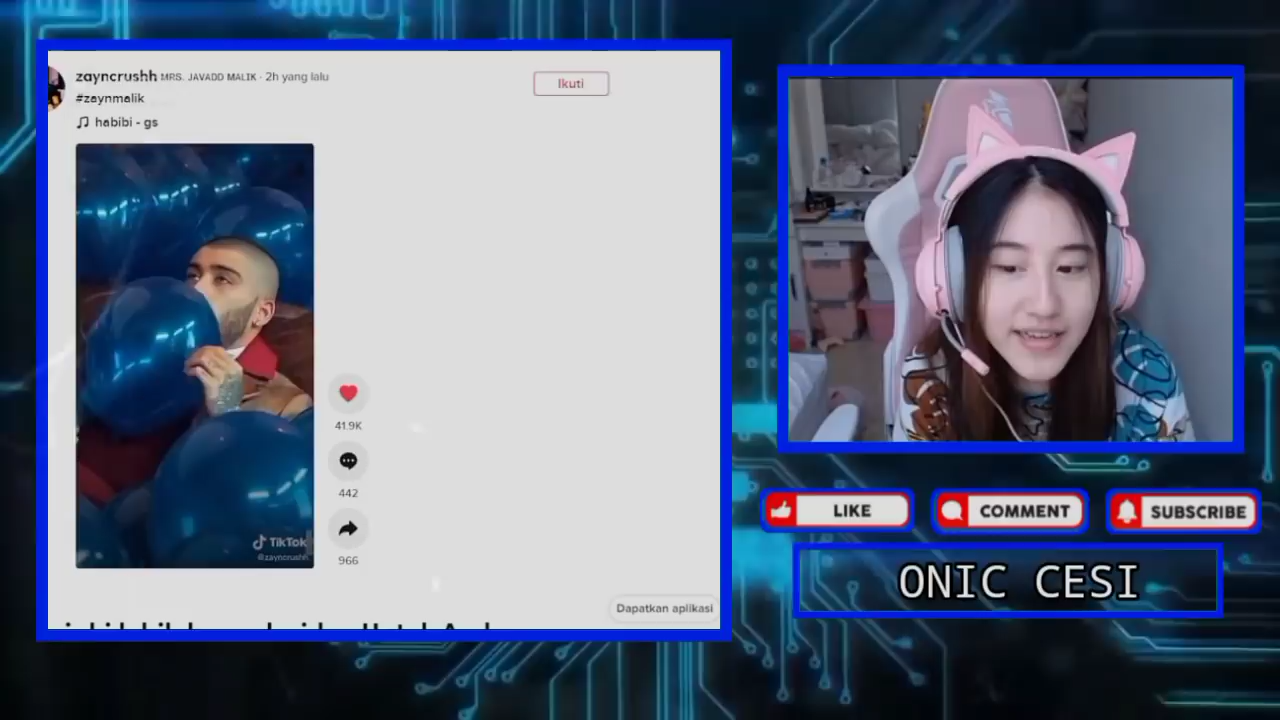 zayncrushh MRS. JAVADD MALIK · 2h yang lalu
Ikuti
#zaynmalik
habibi - gs
41.9K
442
TikTok
@zayncrushh
966
Dapatkan aplikasi
LIKE
COMMENT
SUBSCRIBE
ONIC CESI